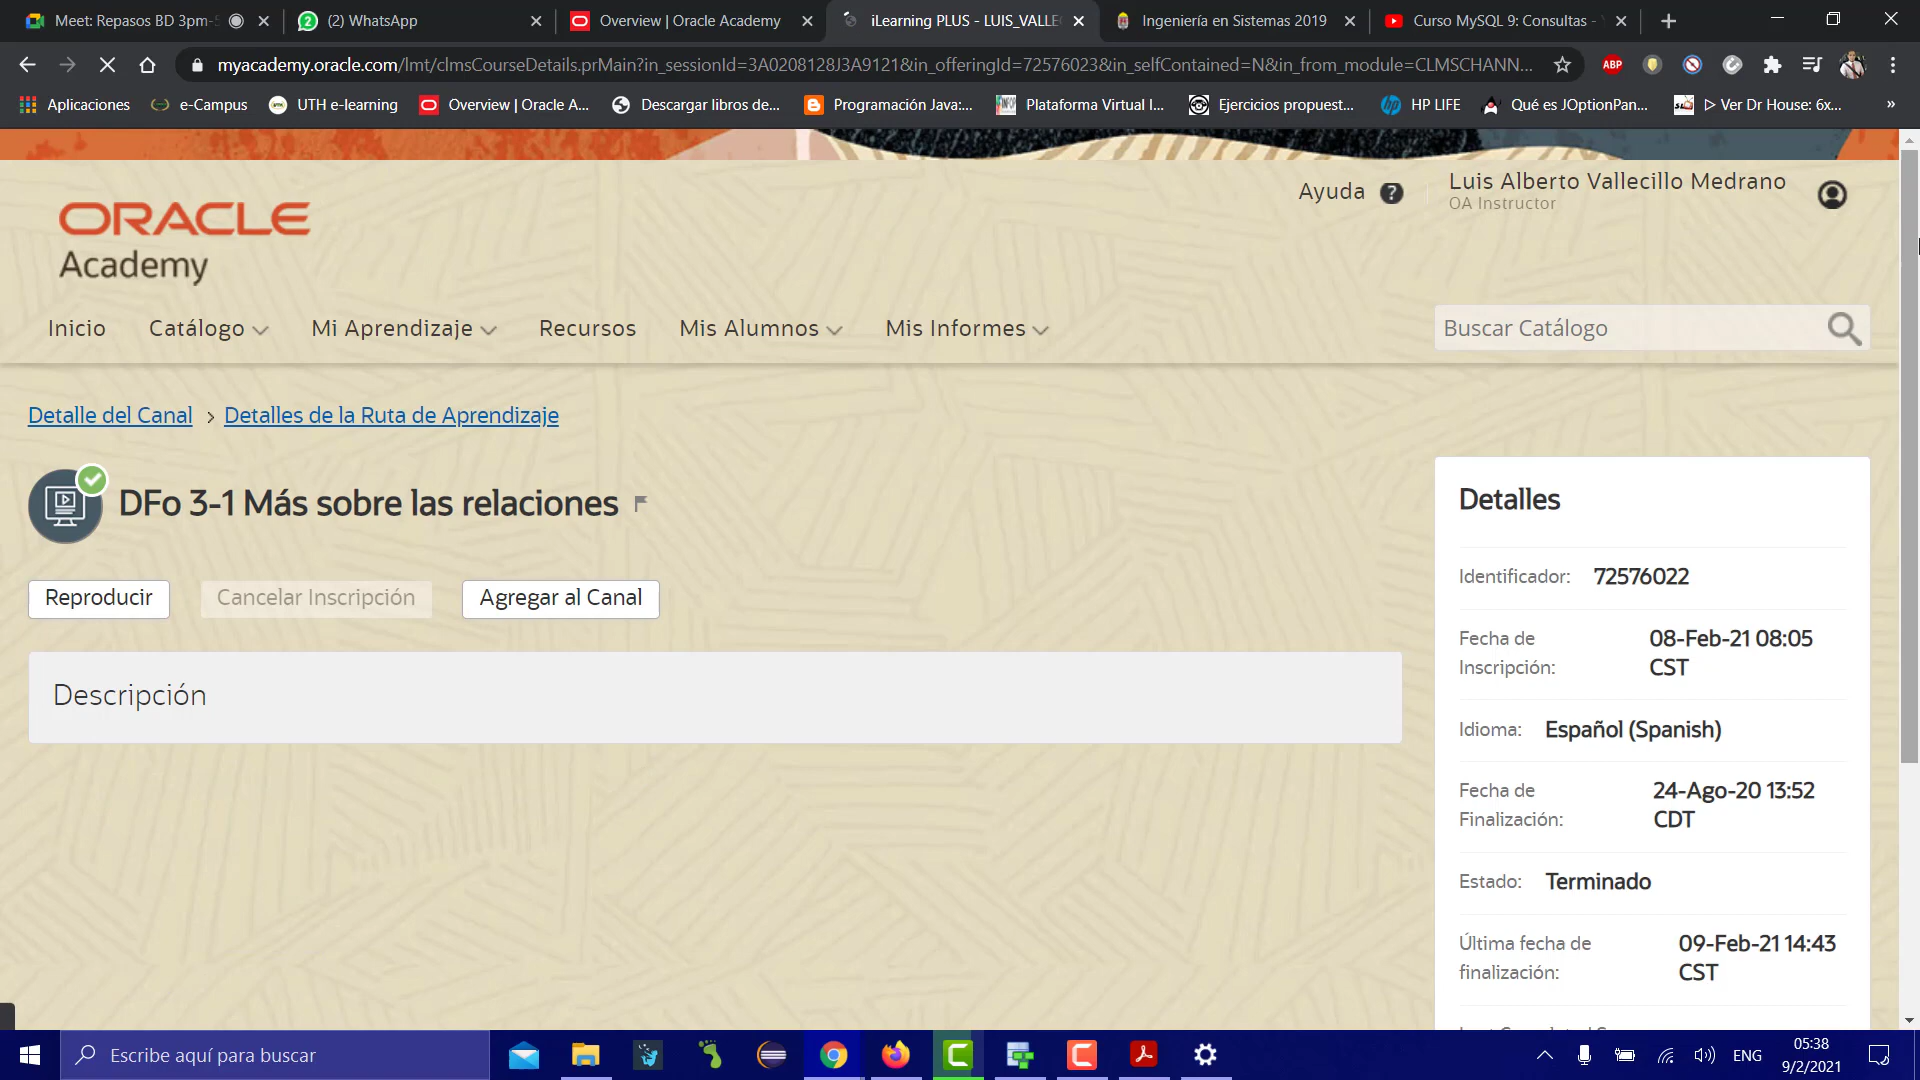 Meet: Repasos BD 3pm-
(2) WhatsApp
Overview | Oracle Academy
iLearning PLUS - LUIS_VALLE
Ingeniería en Sistemas 2019
Curso MySQL 9: Consultas -
myacademy.oracle.com/lmt/clmsCourseDetails.prMain?in_sessionId=3A0208128J3A9121&in_offeringId=72576023&in_selfContained=N&in_from_module=CLMSCHANN...
ABP
Aplicaciones
e-Campus
UTH e-learning
Overview | Oracle A...
Descargar libros de...
Programación Java:...
Plataforma Virtual I...
Ejercicios propuest...
HP LIFE
Qué es JOptionPan...
▷ Ver Dr House: 6x...
»
ORACLE
Academy
Ayuda ?
Luis Alberto Vallecillo Medrano
OA Instructor
Inicio
Catálogo
Mi Aprendizaje
Recursos
Mis Alumnos
Mis Informes
Buscar Catálogo
Detalle del Canal > Detalles de la Ruta de Aprendizaje
DFo 3-1 Más sobre las relaciones
Reproducir
Cancelar Inscripción
Agregar al Canal
Descripción
Detalles
Identificador: 72576022
Fecha de
Inscripción:
08-Feb-21 08:05
CST
Idioma: Español (Spanish)
Fecha de
Finalización:
24-Ago-20 13:52
CDT
Estado: Terminado
Última fecha de
finalización:
09-Feb-21 14:43
CST
Escribe aquí para buscar
ENG
05:38
9/2/2021